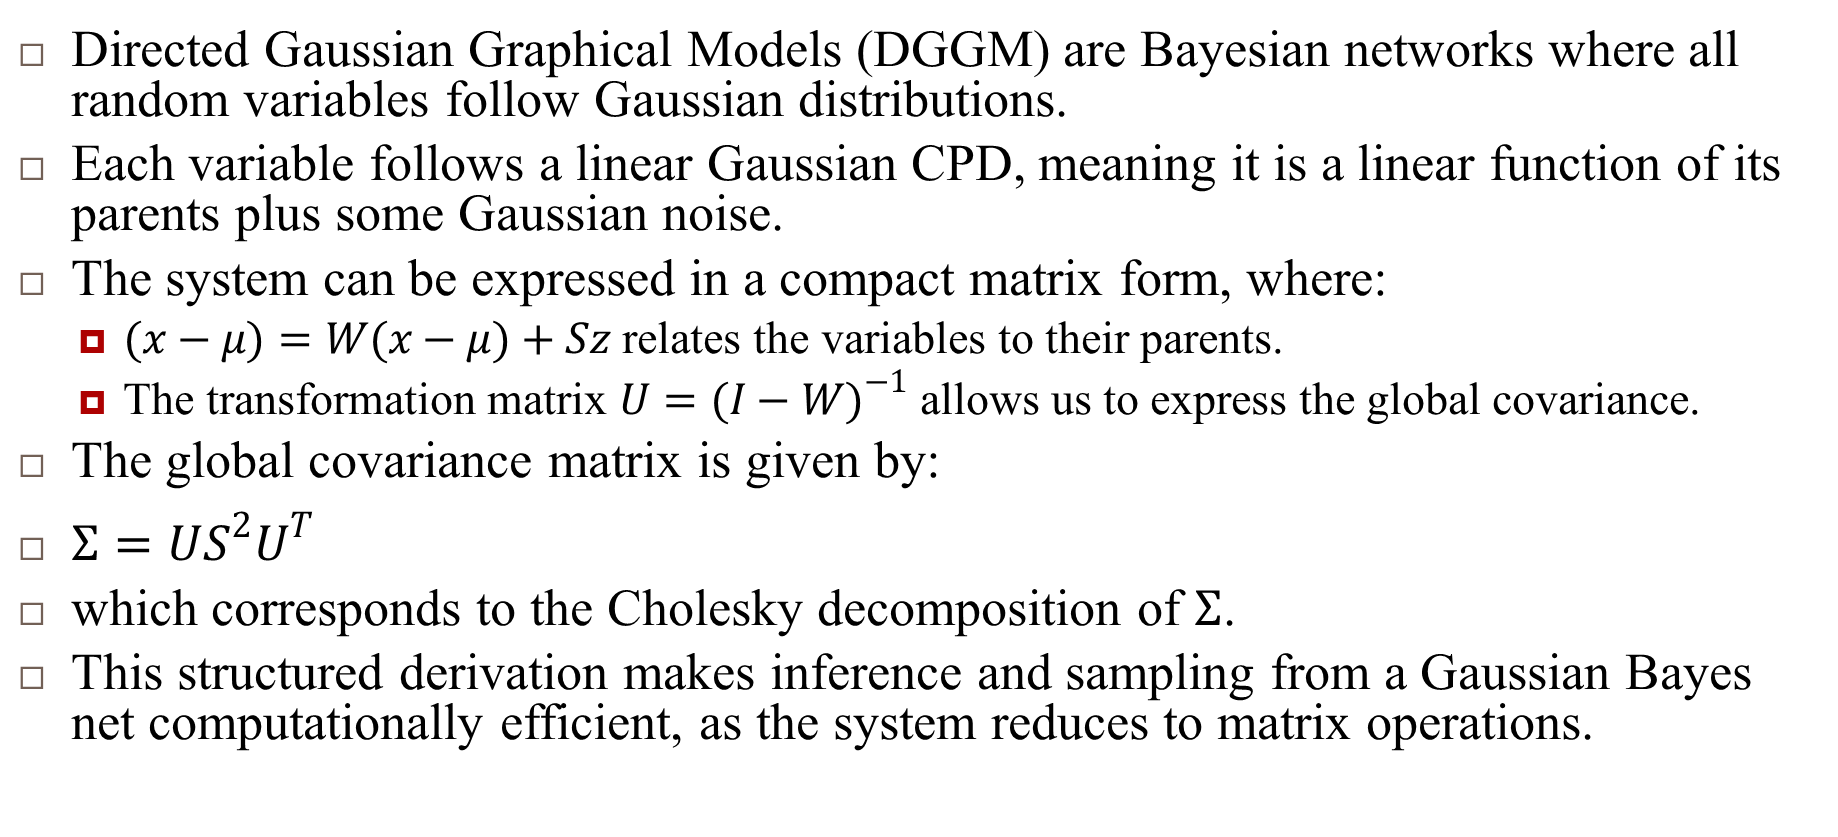 Directed Gaussian Graphical Models (DGGM) are Bayesian networks where all
random variables follow Gaussian distributions.
Each variable follows a linear Gaussian CPD, meaning it is a linear function of its
parents plus some Gaussian noise.
The system can be expressed in a compact matrix form, where:
(x − μ) = W(x − μ) + Sz relates the variables to their parents.
The transformation matrix U = (I − W)⁻¹ allows us to express the global covariance.
The global covariance matrix is given by:
Σ = US²Uᵀ
which corresponds to the Cholesky decomposition of Σ.
This structured derivation makes inference and sampling from a Gaussian Bayes
net computationally efficient, as the system reduces to matrix operations.